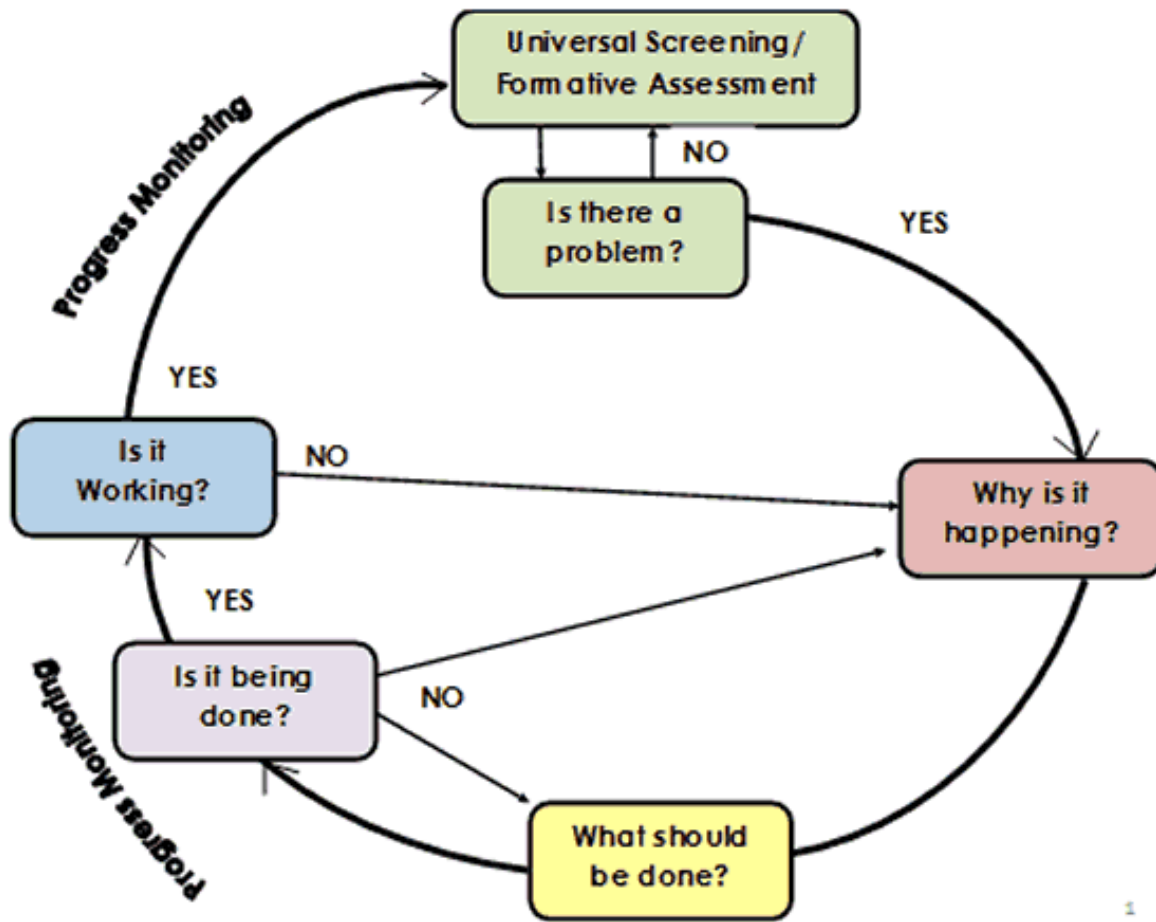 Universal Screening/
Formative Assessment
NO
Is there a
problem?
YES
Progress Monitoring
YES
Is it
Working?
NO
Why is it
happening?
YES
Is it being
done?
NO
Progress Monitoring
What should
be done?
1